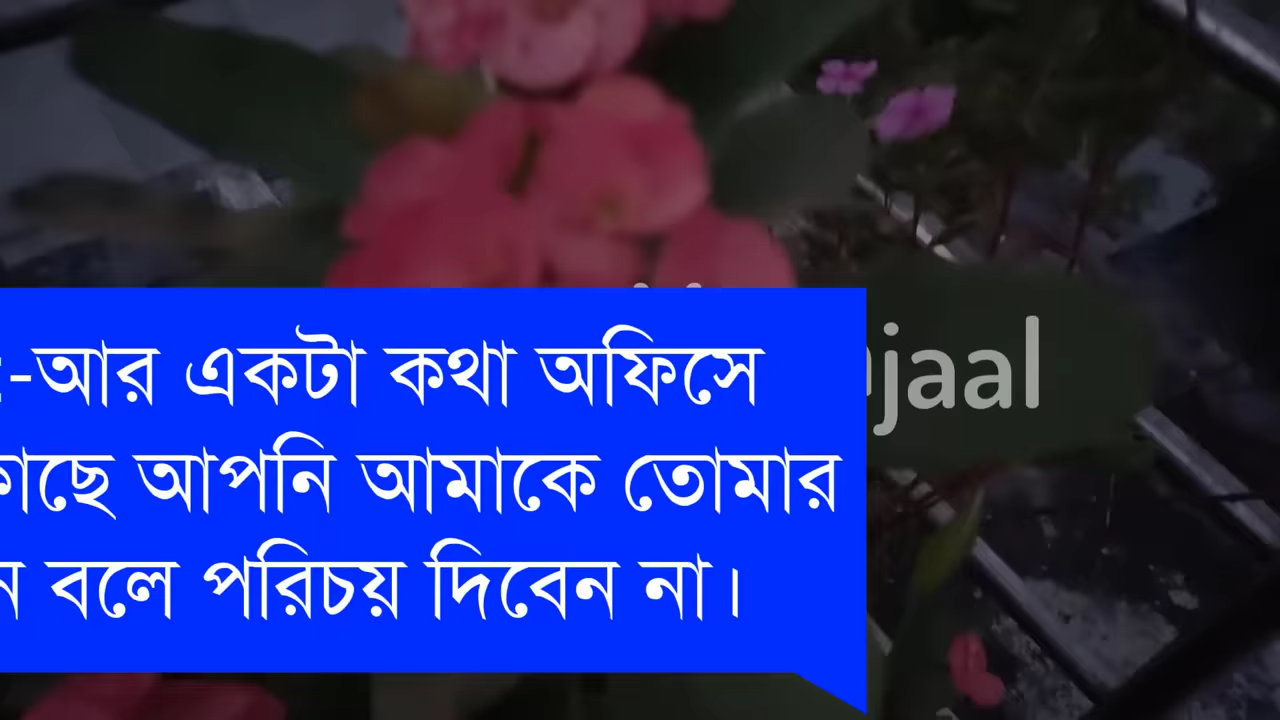 :-আর একটা কথা অফিসে
আপনি আমাকে তোমার
বলে পরিচয় দিবেন না।
jaal